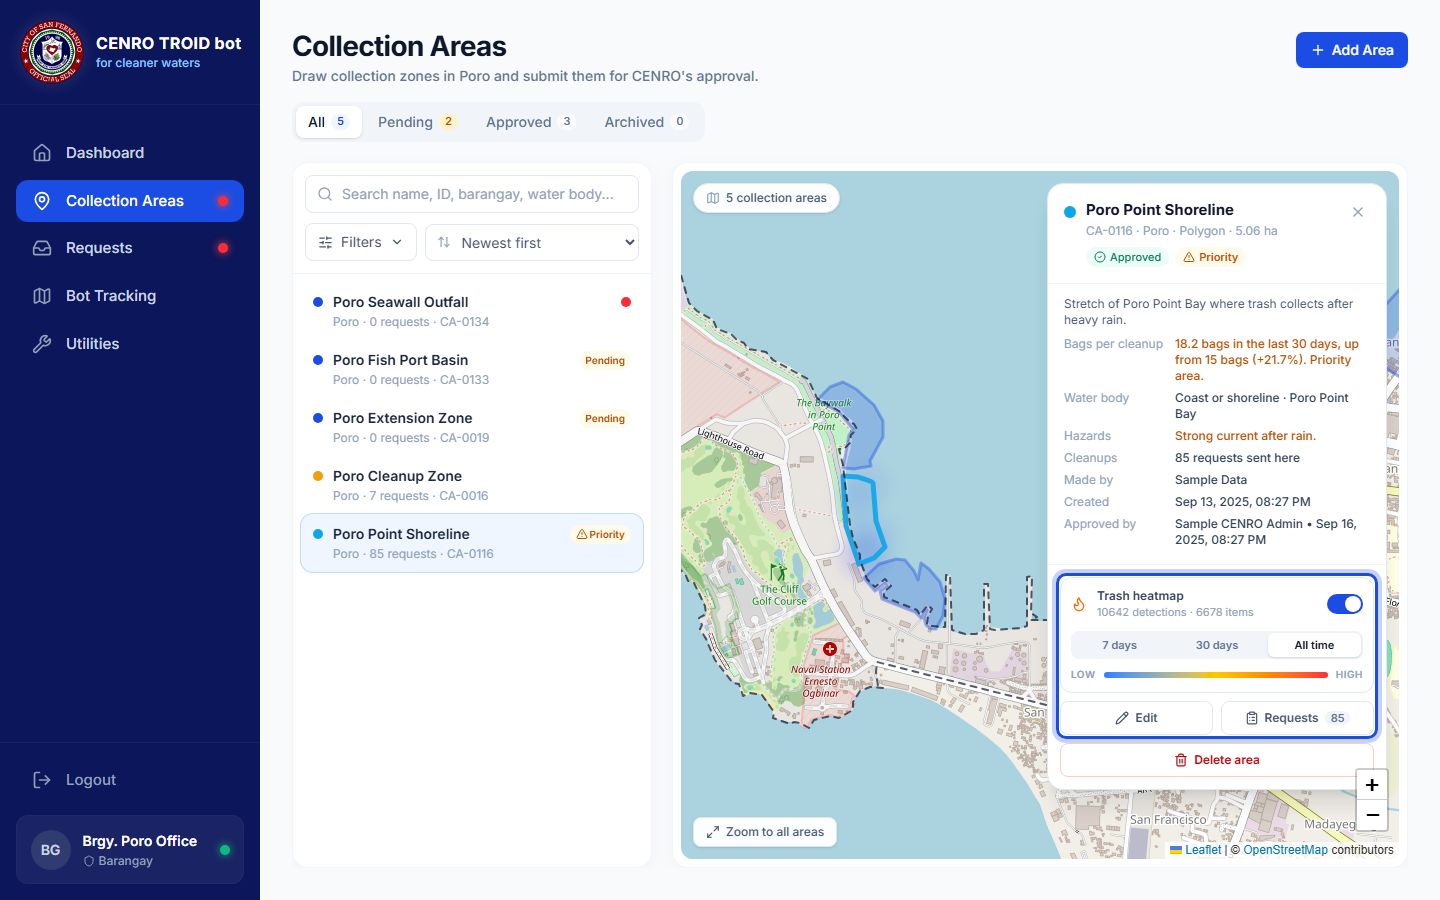 CITY OF SAN FERNANDO
OFFICIAL SEAL
CENRO TROID bot
for cleaner waters
Dashboard
Collection Areas
Requests
Bot Tracking
Utilities
Logout
BG
Brgy. Poro Office
Barangay
Collection Areas
Draw collection zones in Poro and submit them for CENRO's approval.
+ Add Area
All 5
Pending 2
Approved 3
Archived 0
Search name, ID, barangay, water body...
Filters
Newest first
Poro Seawall Outfall
Poro · 0 requests · CA-0134
Poro Fish Port Basin
Pending
Poro · 0 requests · CA-0133
Poro Extension Zone
Pending
Poro · 0 requests · CA-0019
Poro Cleanup Zone
Poro · 7 requests · CA-0016
Poro Point Shoreline
Priority
Poro · 85 requests · CA-0116
5 collection areas
The Barwalk
in Poro
Point
Lighthouse Road
The Cliff
Golf Course
Naval Station
Ernesto
Ogbinar
San
San Francisco
Madayeg
Zoom to all areas
Poro Point Shoreline
CA-0116 · Poro · Polygon · 5.06 ha
Approved
Priority
Stretch of Poro Point Bay where trash collects after
heavy rain.
Bags per cleanup
18.2 bags in the last 30 days, up
from 15 bags (+21.7%). Priority
area.
Water body
Coast or shoreline · Poro Point
Bay
Hazards
Strong current after rain.
Cleanups
85 requests sent here
Made by
Sample Data
Created
Sep 13, 2025, 08:27 PM
Approved by
Sample CENRO Admin • Sep 16,
2025, 08:27 PM
Trash heatmap
10642 detections · 6678 items
7 days
30 days
All time
LOW
HIGH
Edit
Requests 85
Delete area
+
−
Leaflet | © OpenStreetMap contributors